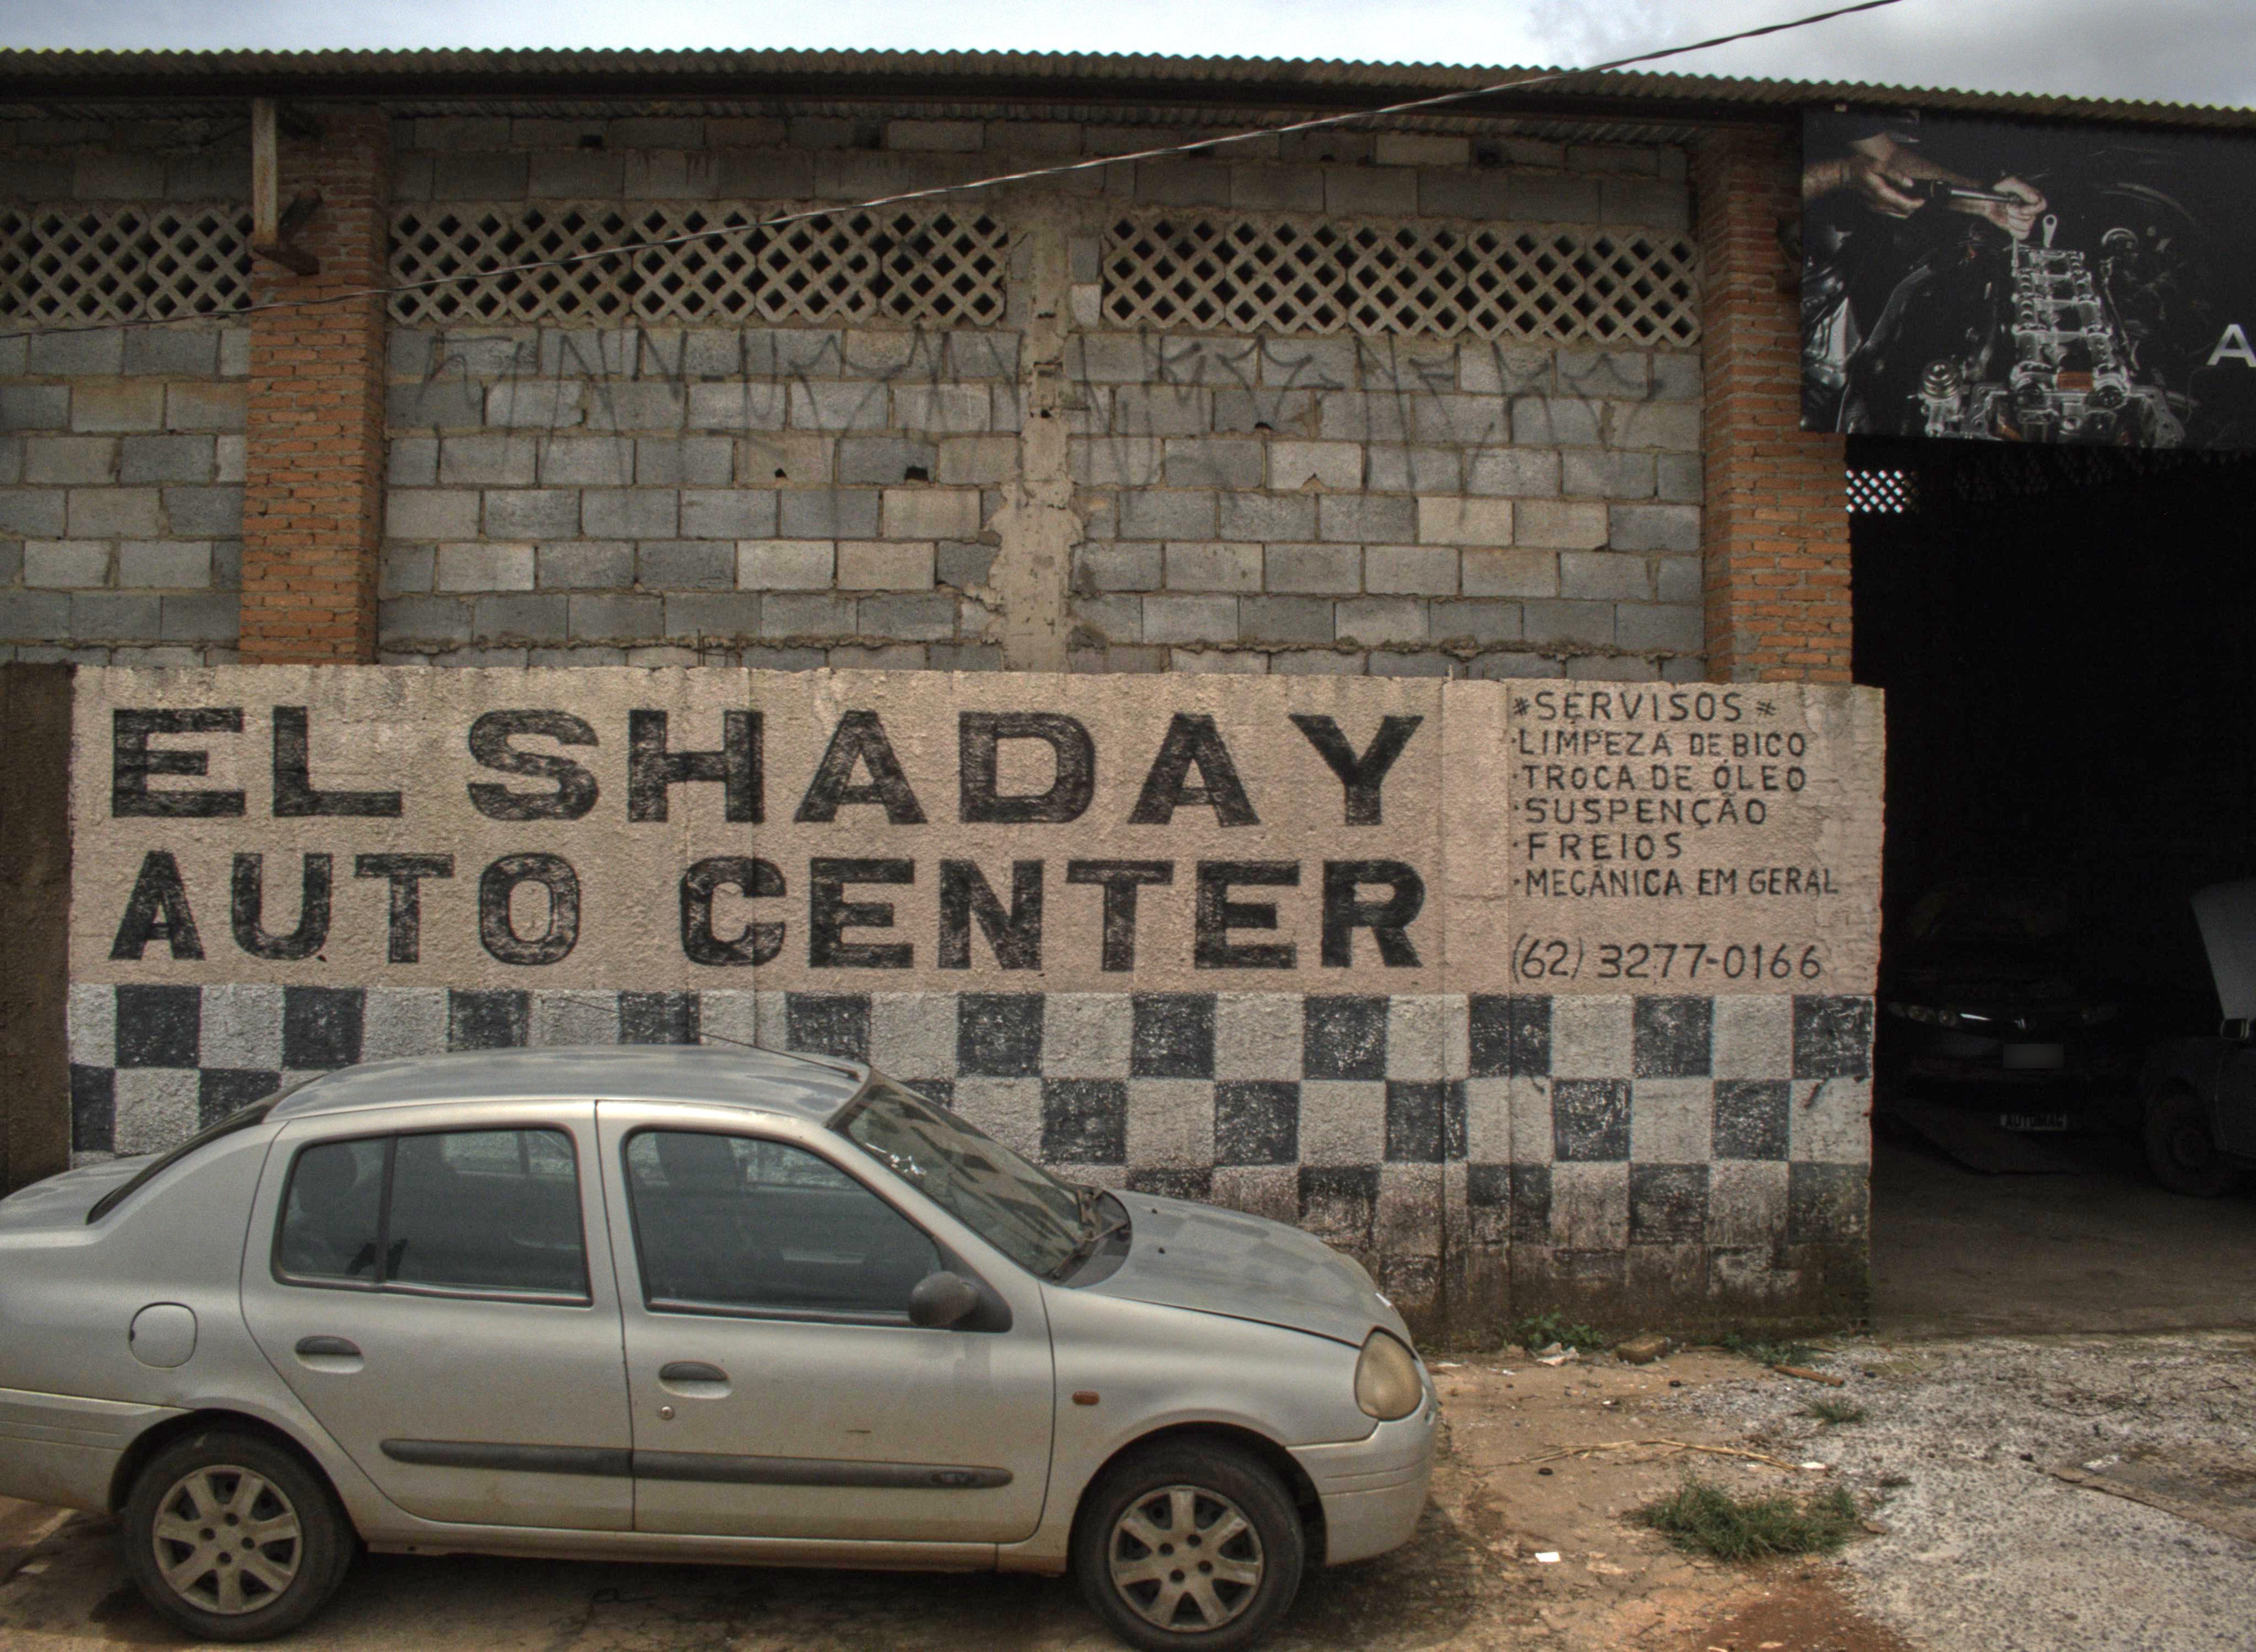 EL SHADAY
AUTO CENTER
*SERVISOS*
·LIMPEZA DE BICO
·TROCA DE ÓLEO
·SUSPENÇÃO
·FREIOS
·MECÂNICA EM GERAL
(62) 3277-0166
A
AUTOMAC